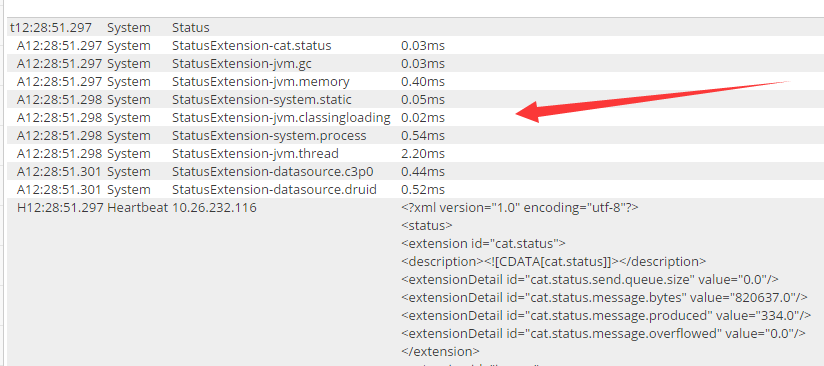 t12:28:51.297 System Status
A12:28:51.297 System StatusExtension-cat.status 0.03ms
A12:28:51.297 System StatusExtension-jvm.gc 0.03ms
A12:28:51.297 System StatusExtension-jvm.memory 0.40ms
A12:28:51.298 System StatusExtension-system.static 0.05ms
A12:28:51.298 System StatusExtension-jvm.classingloading 0.02ms
A12:28:51.298 System StatusExtension-system.process 0.54ms
A12:28:51.298 System StatusExtension-jvm.thread 2.20ms
A12:28:51.301 System StatusExtension-datasource.c3p0 0.44ms
A12:28:51.301 System StatusExtension-datasource.druid 0.52ms
H12:28:51.297 Heartbeat 10.26.232.116 <?xml version="1.0" encoding="utf-8"?>
<status>
<extension id="cat.status">
<description><![CDATA[cat.status]]></description>
<extensionDetail id="cat.status.send.queue.size" value="0.0"/>
<extensionDetail id="cat.status.message.bytes" value="820637.0"/>
<extensionDetail id="cat.status.message.produced" value="334.0"/>
<extensionDetail id="cat.status.message.overflowed" value="0.0"/>
</extension>